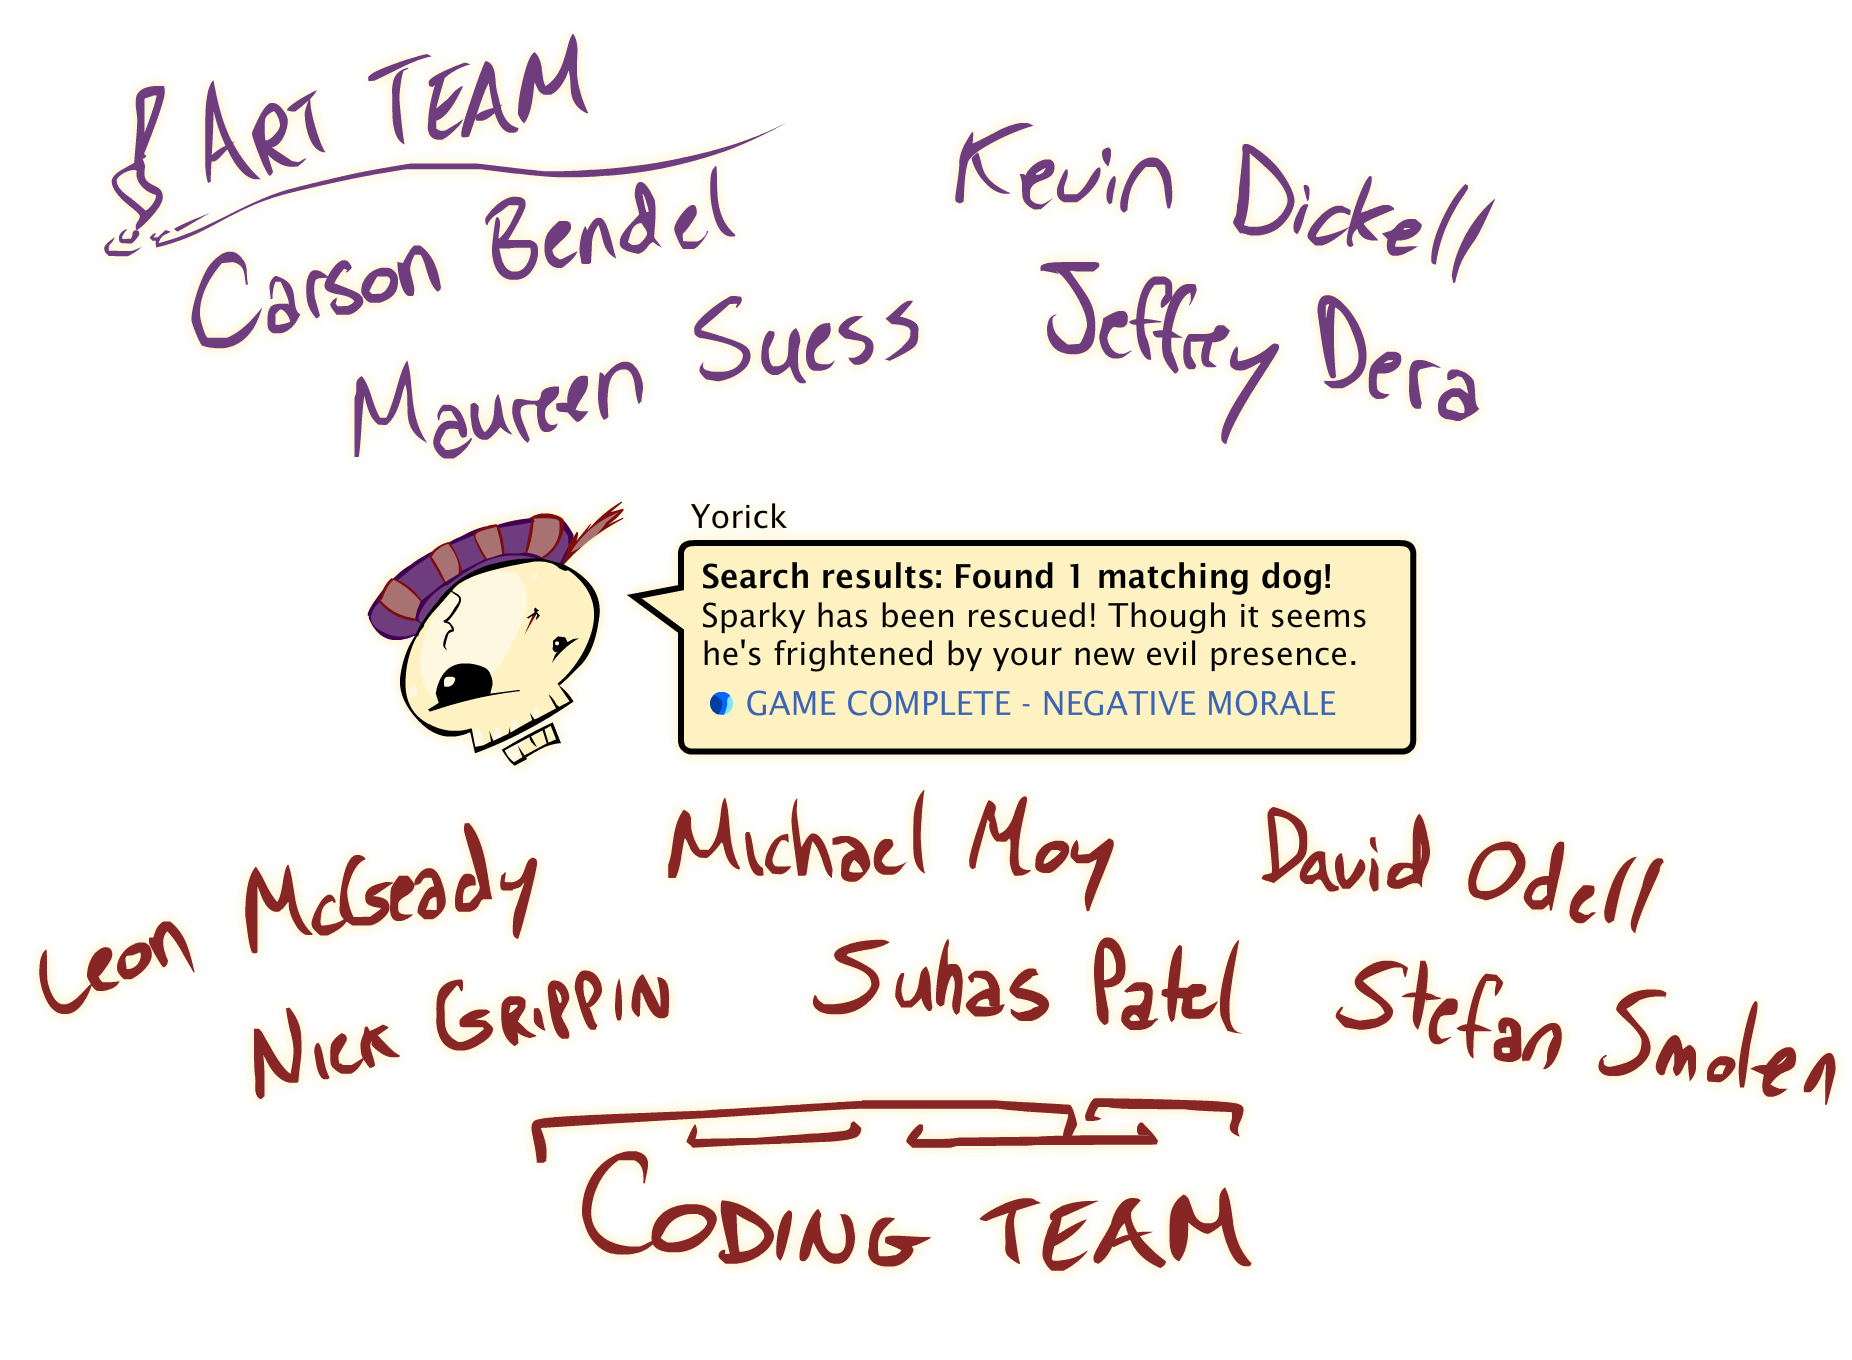 ART TEAM
Carson Bendel
Kevin Dickell
Maureen Suess
Jeffrey Dera
Yorick
Search results: Found 1 matching dog!
Sparky has been rescued! Though it seems
he's frightened by your new evil presence.
GAME COMPLETE - NEGATIVE MORALE
Leon McGeady
Michael Moy
David Odell
Nick Grippin
Suhas Patel
Stefan Smolen
CODING TEAM